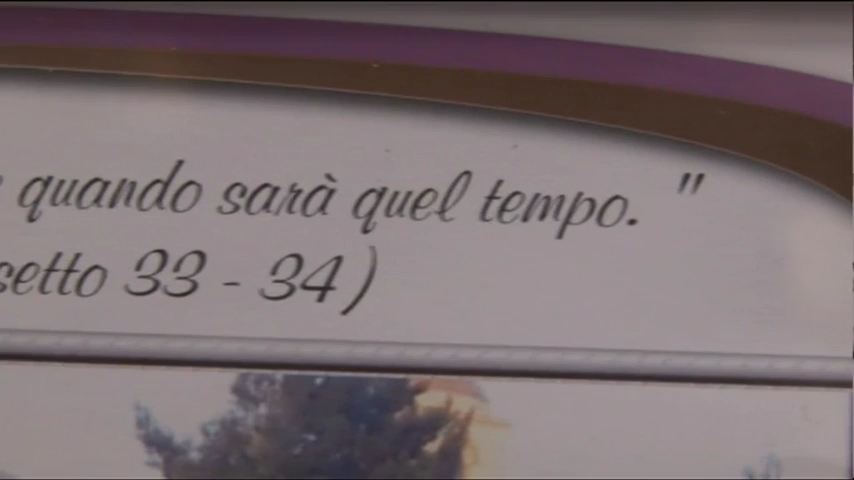 quando sarà quel tempo. "
setto 33 - 34)